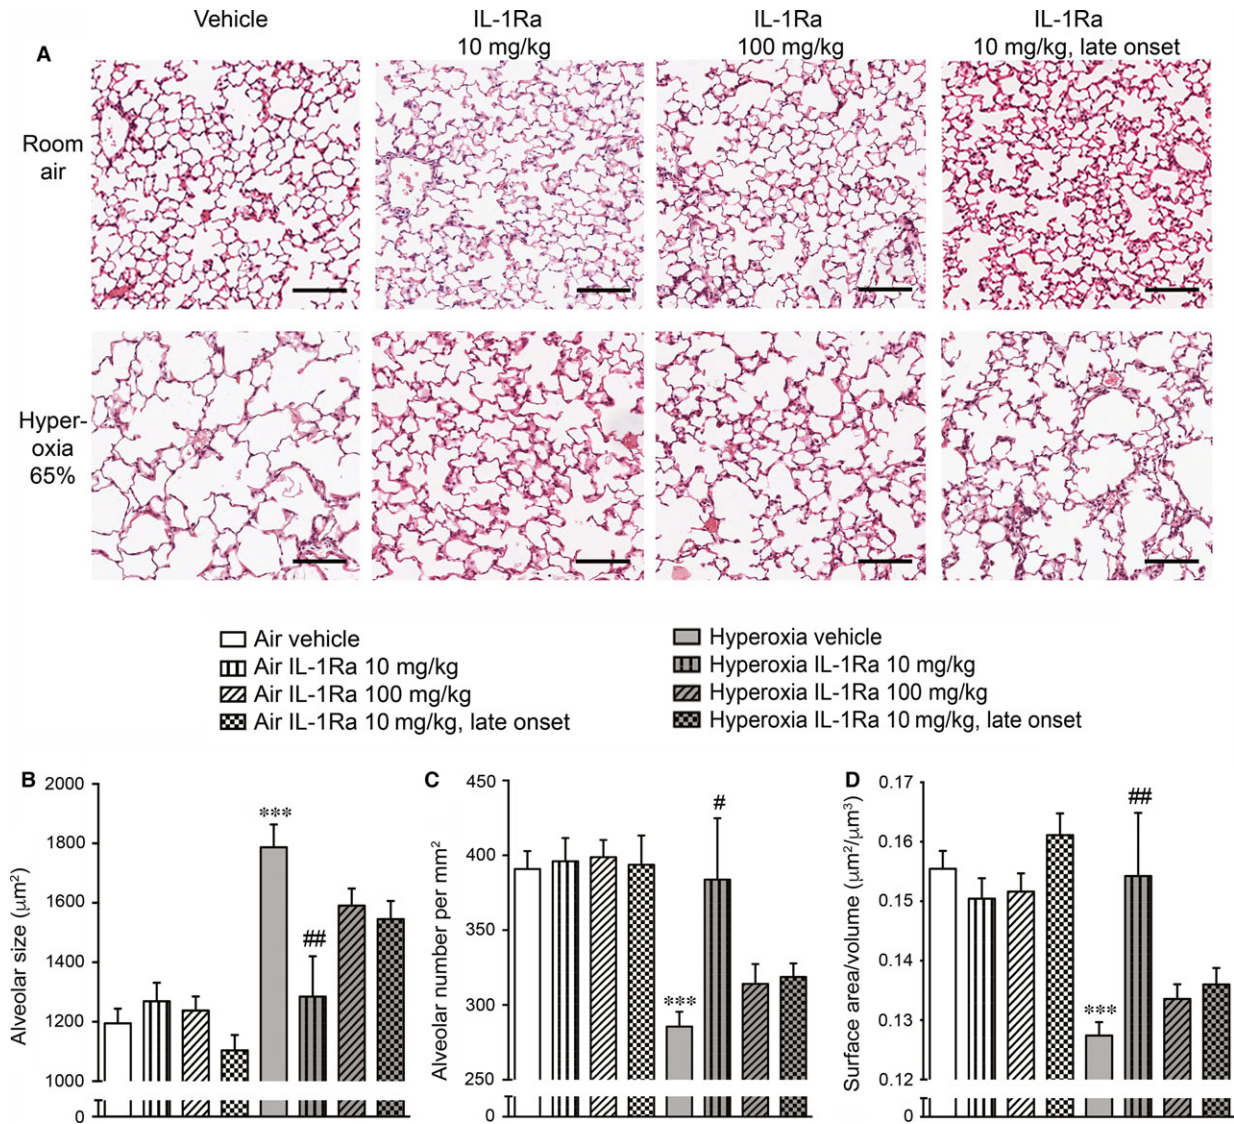 Vehicle
IL-1Ra
10 mg/kg
IL-1Ra
100 mg/kg
IL-1Ra
10 mg/kg, late onset
A
Room
air
Hyper-
oxia
65%
Air vehicle
Air IL-1Ra 10 mg/kg
Air IL-1Ra 100 mg/kg
Air IL-1Ra 10 mg/kg, late onset
Hyperoxia vehicle
Hyperoxia IL-1Ra 10 mg/kg
Hyperoxia IL-1Ra 100 mg/kg
Hyperoxia IL-1Ra 10 mg/kg, late onset
B
Alveolar size (μm²)
2000
1800
1600
1400
1200
1000
0
***
##
C
Alveolar number per mm²
450
400
350
300
250
0
***
#
D
Surface area/volume (μm²/μm³)
0.17
0.16
0.15
0.14
0.13
0.12
0
***
##